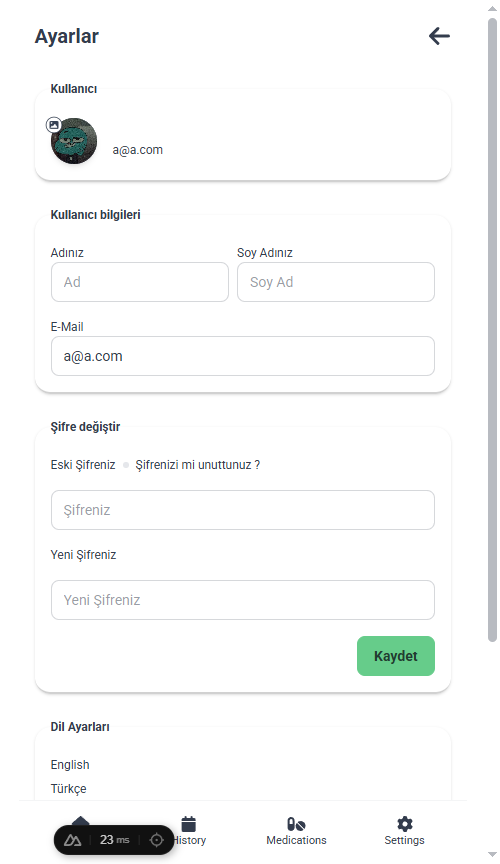 Ayarlar
Kullanıcı
a@a.com
Kullanıcı bilgileri
Adınız
Soy Adınız
Ad
Soy Ad
E-Mail
a@a.com
Şifre değiştir
Eski Şifreniz
Şifrenizi mi unuttunuz ?
Şifreniz
Yeni Şifreniz
Yeni Şifreniz
Kaydet
Dil Ayarları
English
Türkçe
23 ms
History
Medications
Settings